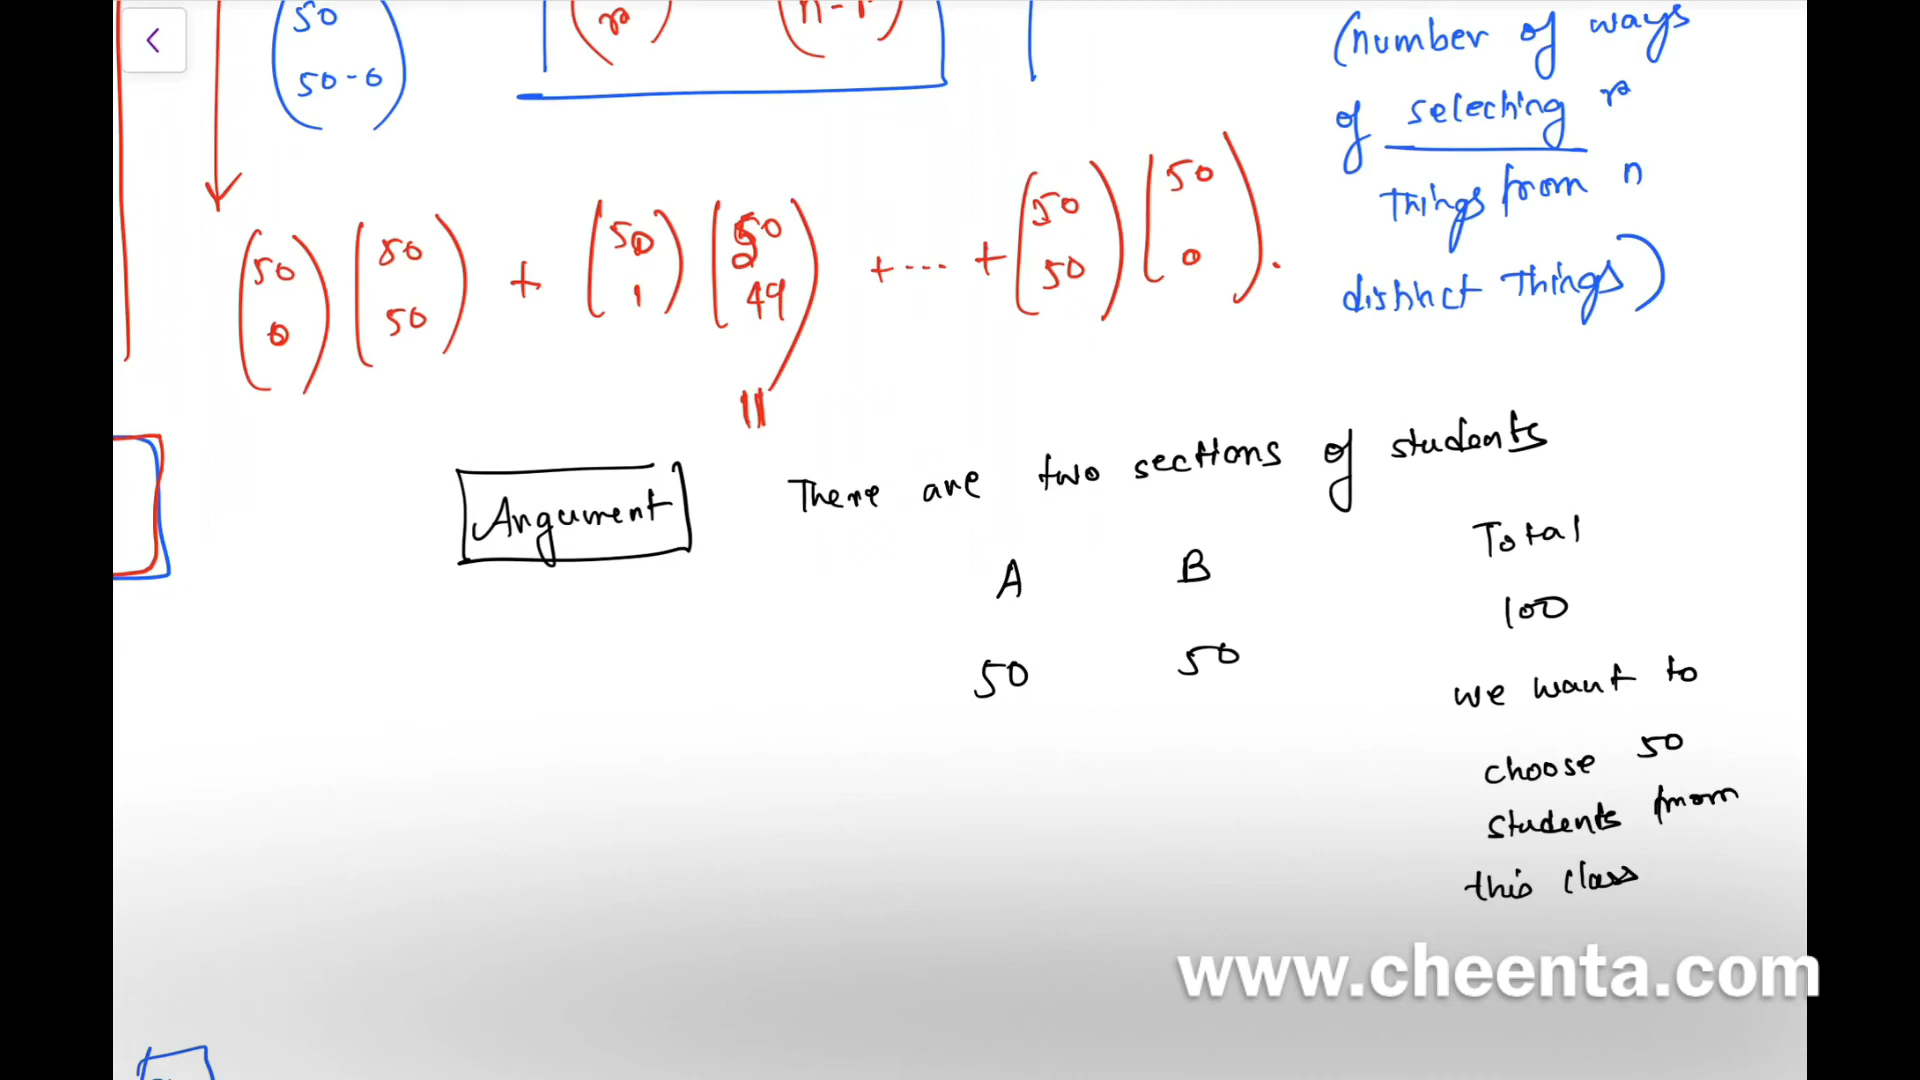 50
50-0
r
n-r
(number of ways
of selecting r
things from n
distinct things)
(50 0) (50 50) + (50 1) (50 49) + ... + (50 50) (50 0).
Argument
There are two sections of students
A B
50 50
Total
100
we want to
choose 50
students from
this class
www.cheenta.com